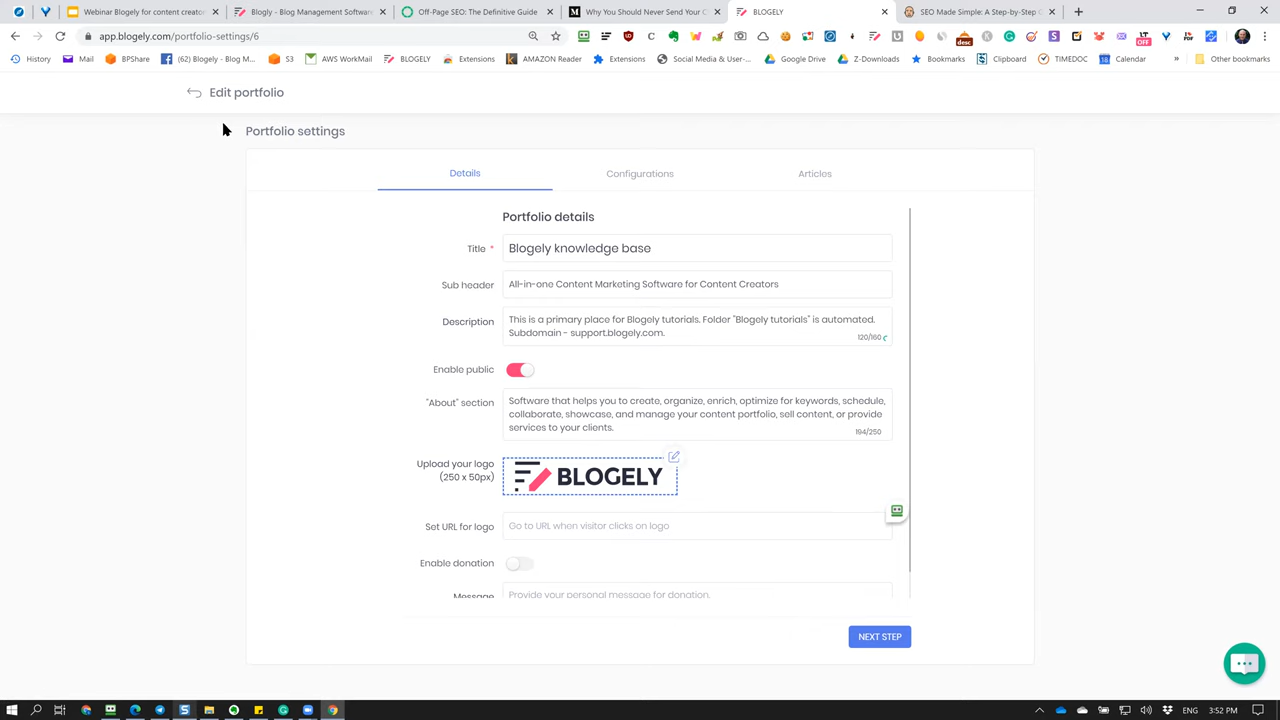 Webinar Blogely for content creator
Blogly - Blog Management Software
Off-Page SEO: The Definitive Guide
Why You Should Never Send Your C
BLOGELY
SEO Made Simple: A Step-by-Step G
app.blogely.com/portfolio-settings/6
desc
LT
OFF
PDF
History
Mail
BPShare
(62) Blogely - Blog M...
S3
AWS WorkMail
BLOGELY
Extensions
AMAZON Reader
Extensions
Social Media & User-...
Google Drive
Z-Downloads
Bookmarks
Clipboard
TIMEDOC
Calendar
»
Other bookmarks
Edit portfolio
Portfolio settings
Details
Configurations
Articles
Portfolio details
Title *
Blogely knowledge base
Sub header
All-in-one Content Marketing Software for Content Creators
Description
This is a primary place for Blogely tutorials. Folder "Blogely tutorials" is automated.
Subdomain - support.blogely.com.
120/160
Enable public
"About" section
Software that helps you to create, organize, enrich, optimize for keywords, schedule,
collaborate, showcase, and manage your content portfolio, sell content, or provide
services to your clients.
194/250
Upload your logo
(250 x 50px)
BLOGELY
Set URL for logo
Go to URL when visitor clicks on logo
Enable donation
Message
Provide your personal message for donation.
NEXT STEP
ENG
3:52 PM